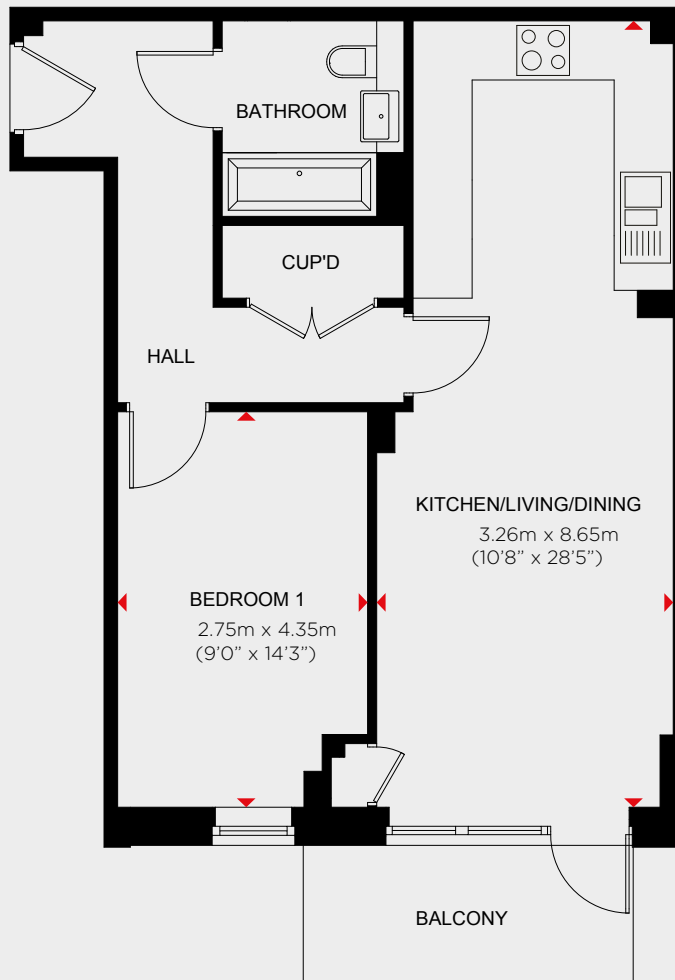 BATHROOM
CUP'D
HALL
KITCHEN/LIVING/DINING
3.26m x 8.65m
(10’8” x 28’5”)
BEDROOM 1
2.75m x 4.35m
(9’0” x 14’3”)
BALCONY